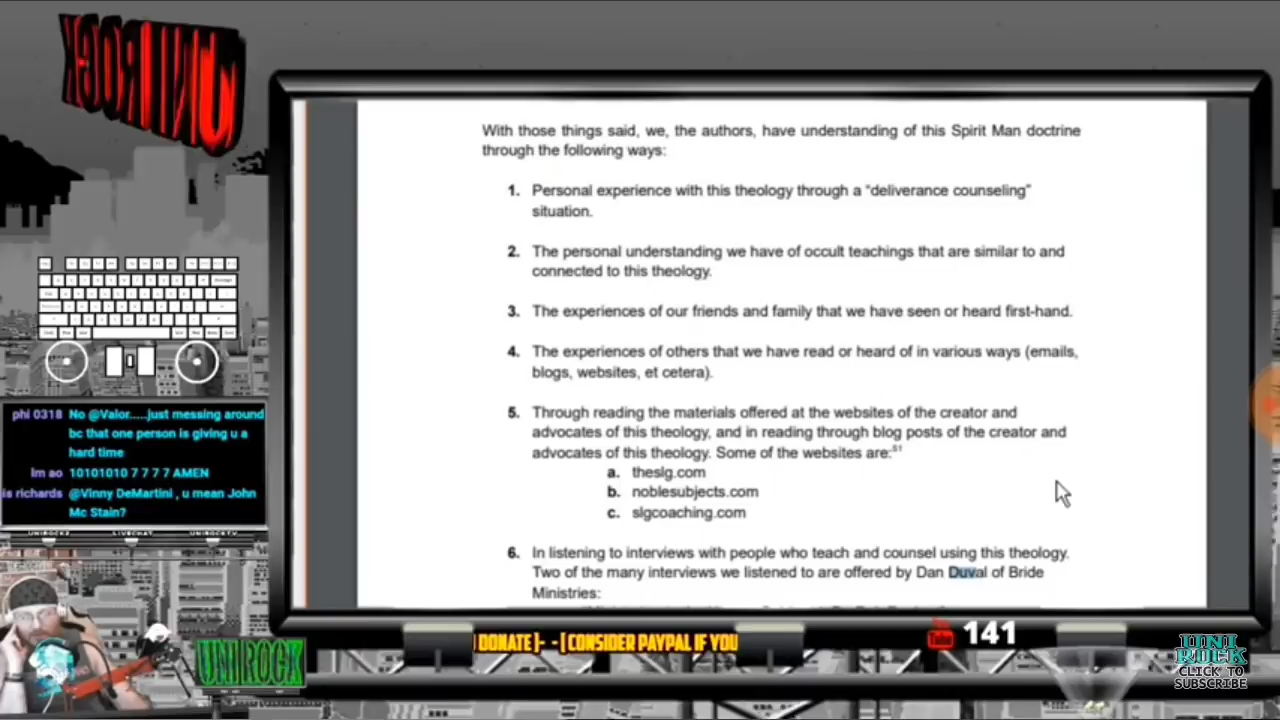 UNIROCK
With those things said, we, the authors, have understanding of this Spirit Man doctrine
through the following ways:
1. Personal experience with this theology through a “deliverance counseling”
situation.
2. The personal understanding we have of occult teachings that are similar to and
connected to this theology.
3. The experiences of our friends and family that we have seen or heard first-hand.
4. The experiences of others that we have read or heard of in various ways (emails,
blogs, websites, et cetera).
5. Through reading the materials offered at the websites of the creator and
advocates of this theology, and in reading through blog posts of the creator and
advocates of this theology. Some of the websites are:51
a. theslg.com
b. noblesubjects.com
c. slgcoaching.com
6. In listening to interviews with people who teach and counsel using this theology.
Two of the many interviews we listened to are offered by Dan Duval of Bride
Ministries:
phi 0318 No @Valor.....just messing around
bc that one person is giving u a
hard time
lm ao 10101010 7 7 7 7 AMEN
is richards @Vinny DeMartini , u mean John
Mc Stain?
LIVECHAT
UNIROCK
DONATE ]- -[ CONSIDER PAYPAL IF YOU
141
UNI
ROCK
CLICK TO
SUBSCRIBE